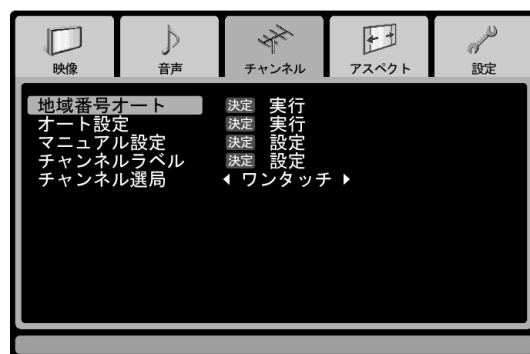 映像 音声 チャンネル アスペクト 設定
地域番号オート 決定 実行
オート設定 決定 実行
マニュアル設定 決定 設定
チャンネルラベル 決定 設定
チャンネル選局 ワンタッチ